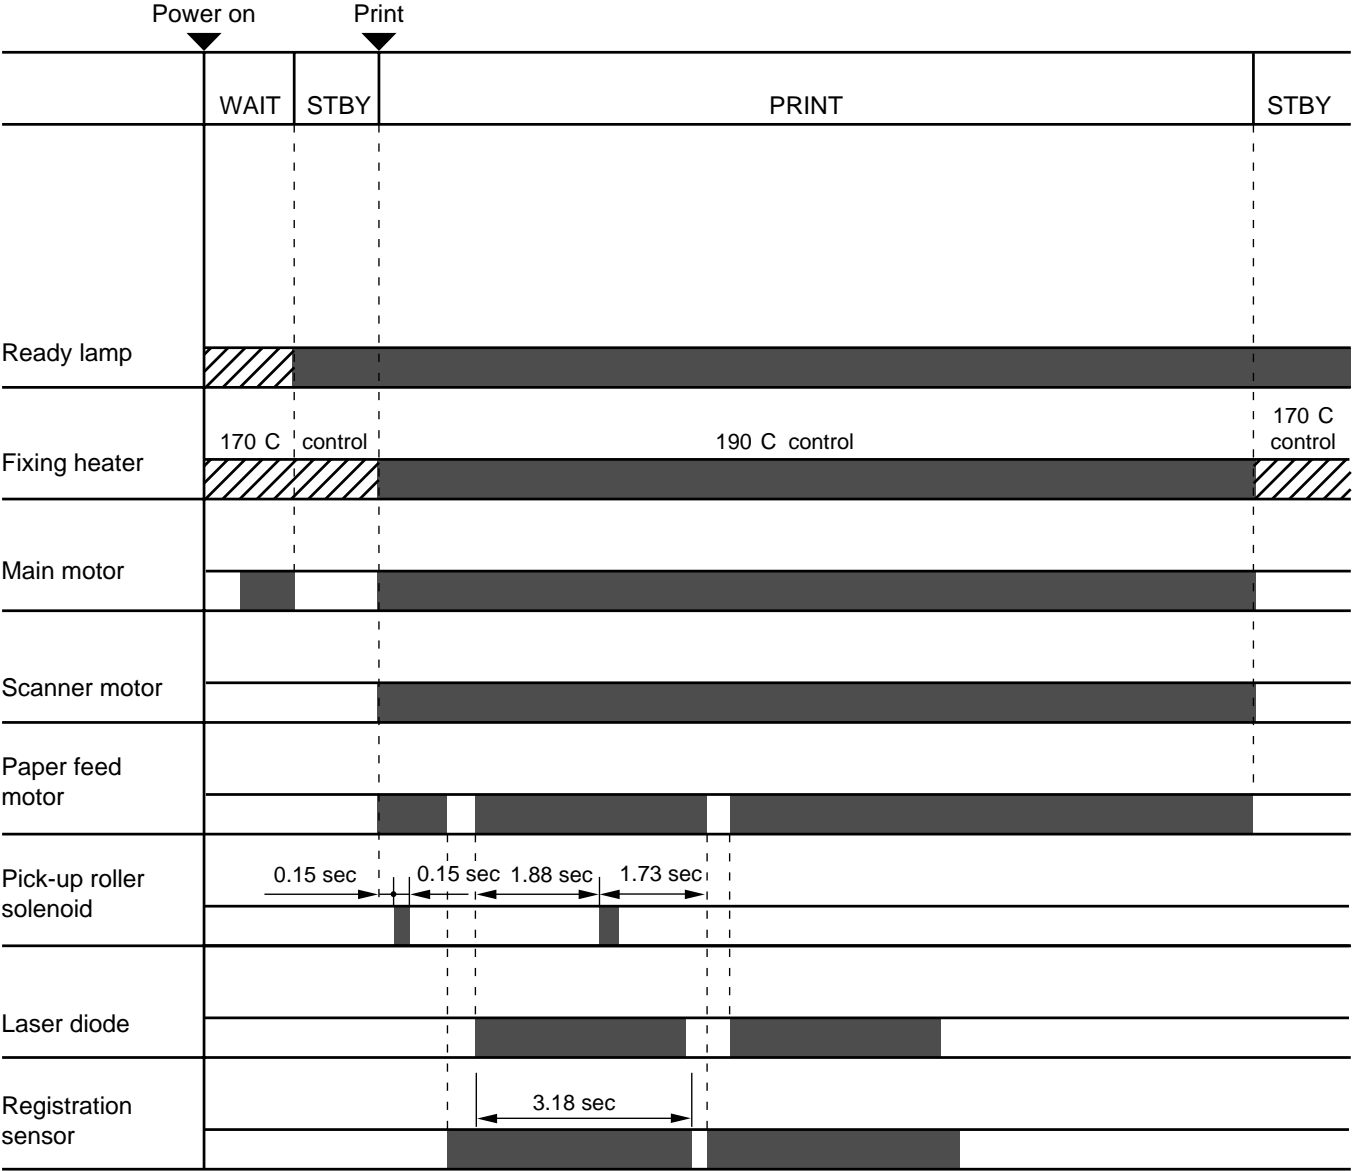 Power on
Print
WAIT
STBY
PRINT
STBY
Ready lamp
170 C control
190 C control
170 C
control
Fixing heater
Main motor
Scanner motor
Paper feed
motor
Pick-up roller
solenoid
0.15 sec
0.15 sec
1.88 sec
1.73 sec
Laser diode
Registration
sensor
3.18 sec